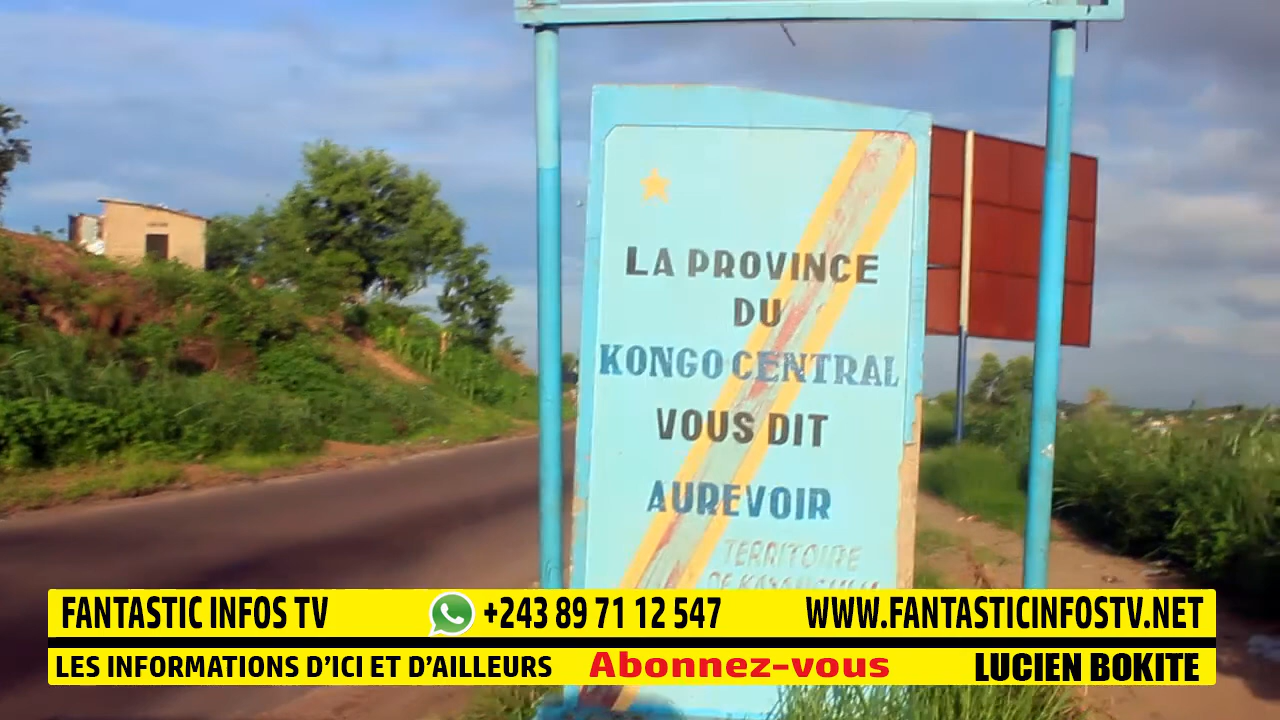 LA PROVINCE
DU
KONGO CENTRAL
VOUS DIT
AUREVOIR
TERRITOIRE
DE
FANTASTIC INFOS TV +243 89 71 12 547 WWW.FANTASTICINFOSTV.NET
LES INFORMATIONS D'ICI ET D'AILLEURS Abonnez-vous LUCIEN BOKITE